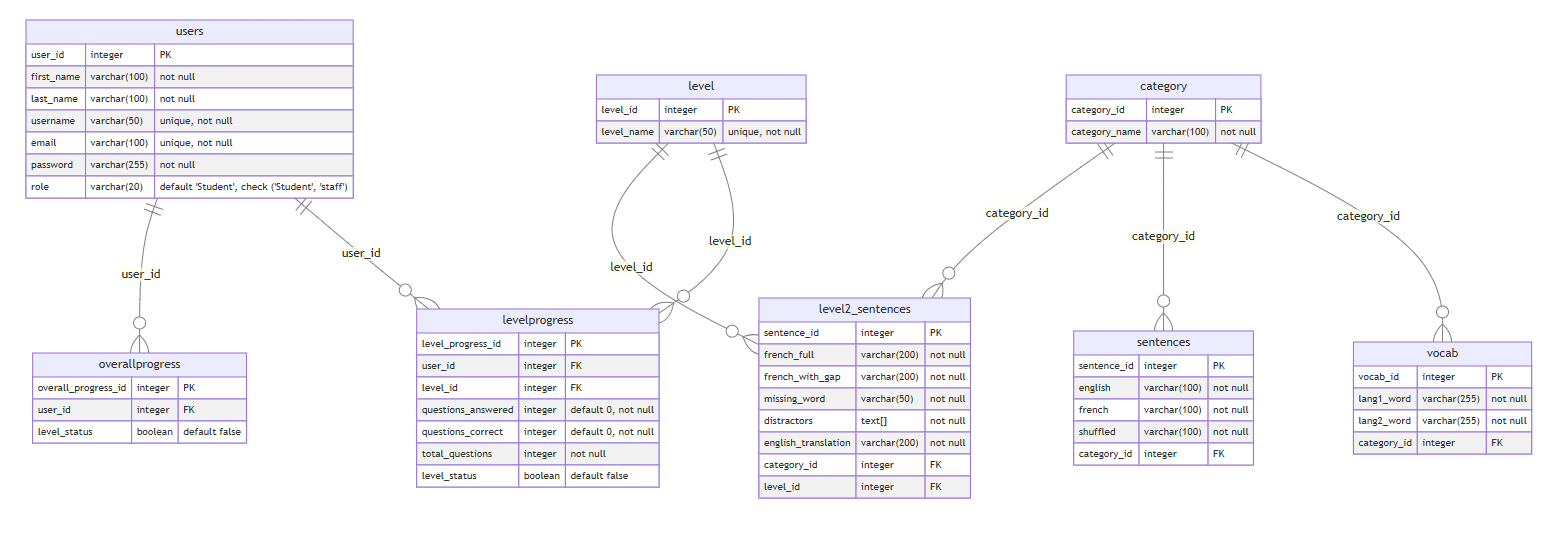 users
user_id integer PK
first_name varchar(100) not null
last_name varchar(100) not null
username varchar(50) unique, not null
email varchar(100) unique, not null
password varchar(255) not null
role varchar(20) default 'Student', check ('Student', 'staff')
level
level_id integer PK
level_name varchar(50) unique, not null
category
category_id integer PK
category_name varchar(100) not null
user_id
user_id
level_id
level_id
category_id
category_id
category_id
overallprogress
overall_progress_id integer PK
user_id integer FK
level_status boolean default false
levelprogress
level_progress_id integer PK
user_id integer FK
level_id integer FK
questions_answered integer default 0, not null
questions_correct integer default 0, not null
total_questions integer not null
level_status boolean default false
level2_sentences
sentence_id integer PK
french_full varchar(200) not null
french_with_gap varchar(200) not null
missing_word varchar(50) not null
distractors text[] not null
english_translation varchar(200) not null
category_id integer FK
level_id integer FK
sentences
sentence_id integer PK
english varchar(100) not null
french varchar(100) not null
shuffled varchar(100) not null
category_id integer FK
vocab
vocab_id integer PK
lang1_word varchar(255) not null
lang2_word varchar(255) not null
category_id integer FK